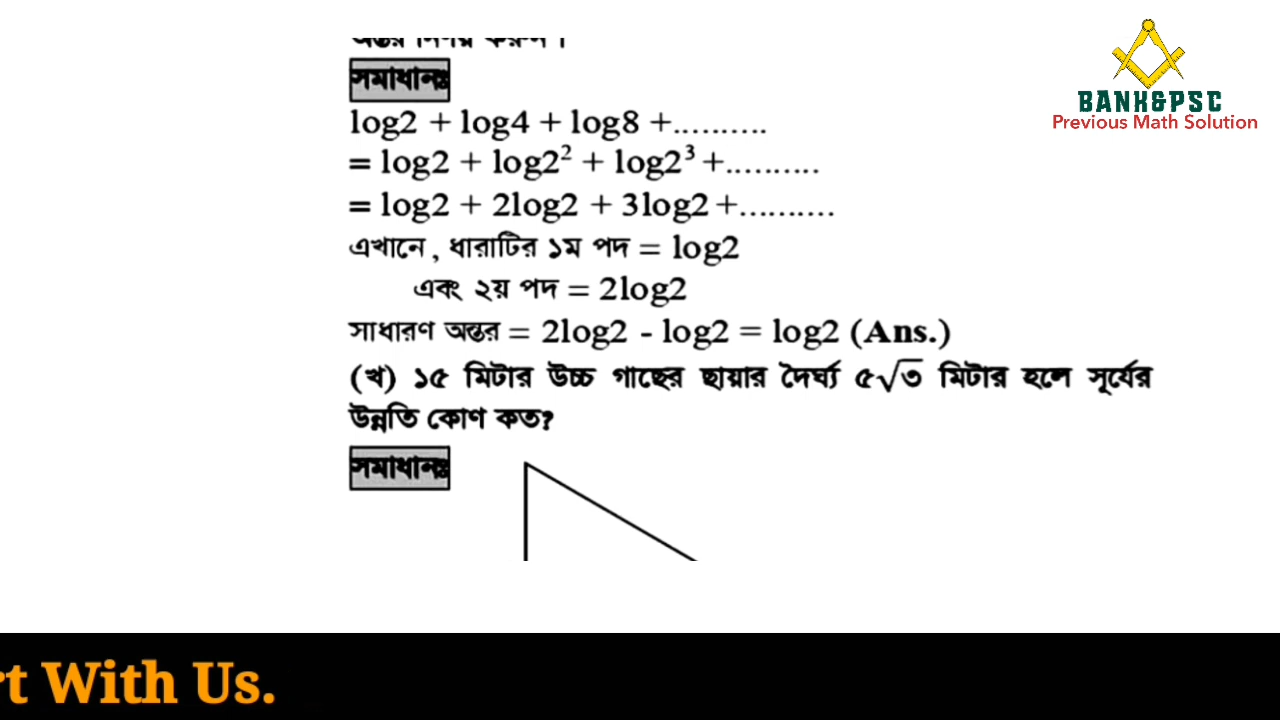 সমাধানঃ
log2 + log4 + log8 +..........
= log2 + log2² + log2³ +..........
= log2 + 2log2 + 3log2 +..........
এখানে, ধারাটির ১ম পদ = log2
এবং ২য় পদ = 2log2
সাধারণ অন্তর = 2log2 - log2 = log2 (Ans.)
(খ) ১৫ মিটার উচ্চ গাছের ছায়ার দৈর্ঘ্য ৫√৩ মিটার হলে সূর্যের
উন্নতি কোণ কত?
সমাধানঃ
BANK&PSC
Previous Math Solution
With Us.